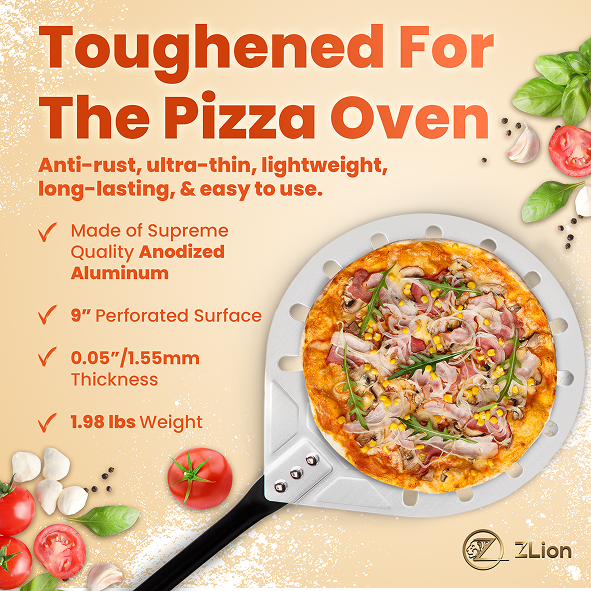 Toughened For
The Pizza Oven
Anti-rust, ultra-thin, lightweight,
long-lasting, & easy to use.
Made of Supreme
Quality Anodized
Aluminum
9” Perforated Surface
0.05”/1.55mm
Thickness
1.98 lbs Weight
ZLion